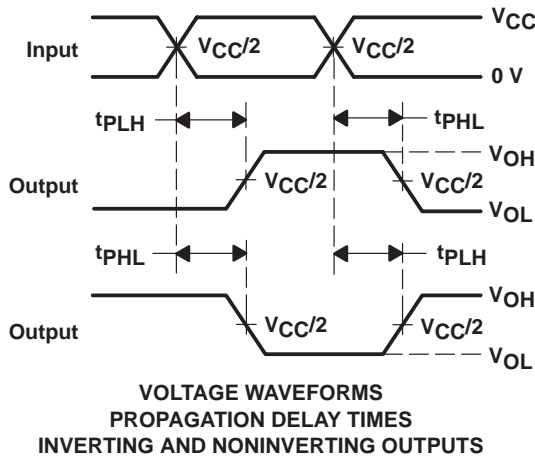 Input
VCC/2
VCC/2
VCC
0 V
tPLH
tPHL
VOH
Output
VCC/2
VCC/2
VOL
tPHL
tPLH
VOH
Output
VCC/2
VCC/2
VOL
VOLTAGE WAVEFORMS
PROPAGATION DELAY TIMES
INVERTING AND NONINVERTING OUTPUTS